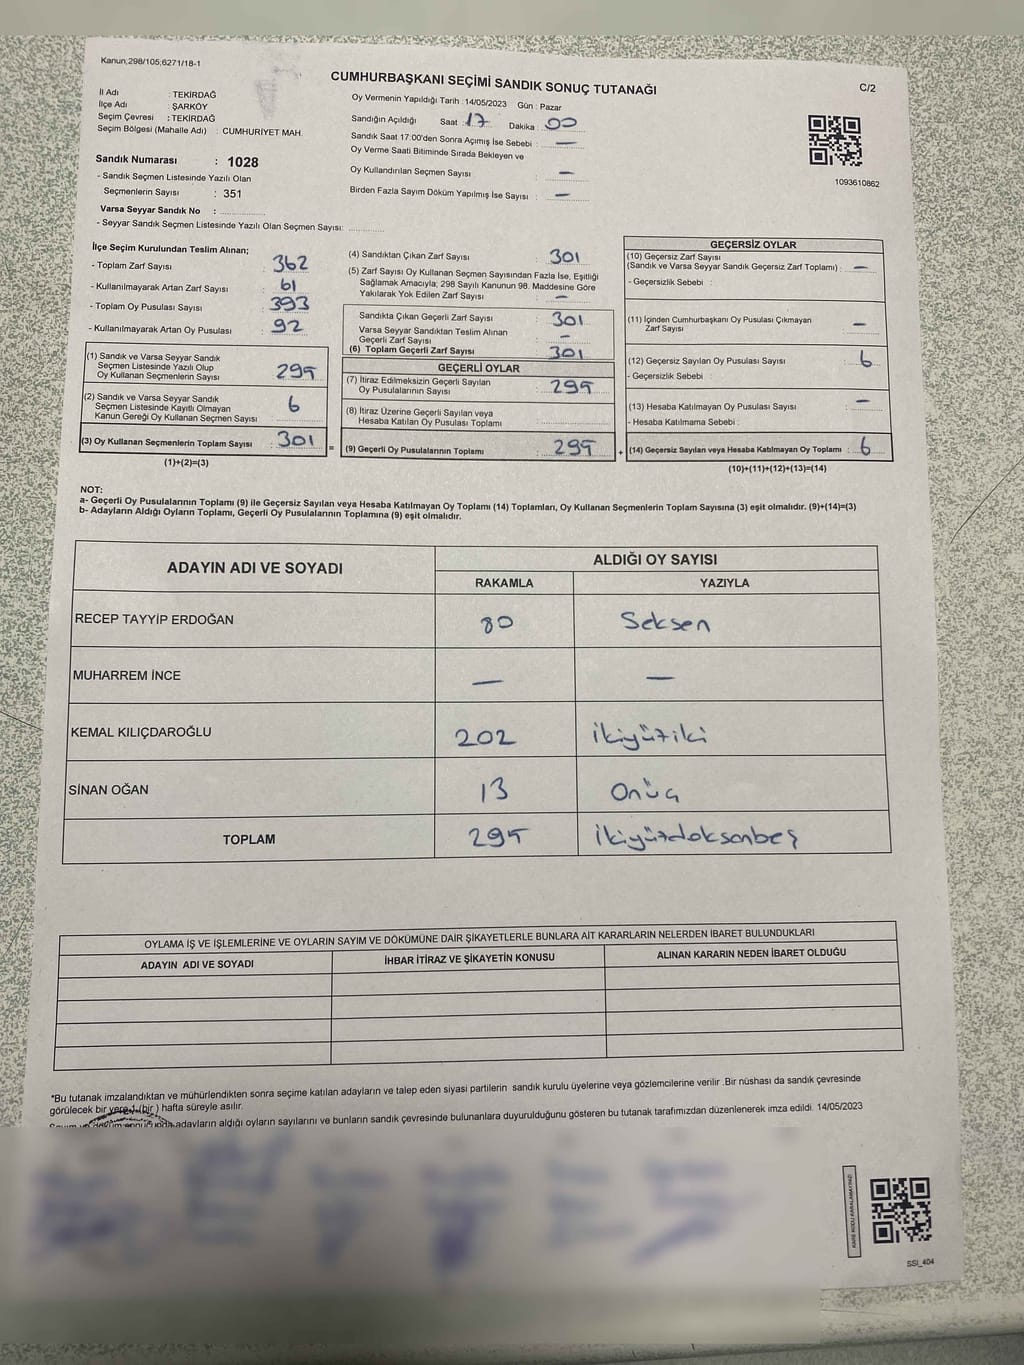 Kanun;298/105;6271/18-1
CUMHURBAŞKANI SEÇİMİ SANDIK SONUÇ TUTANAĞI
C/2
İl Adı : TEKİRDAĞ
İlçe Adı : ŞARKÖY
Seçim Çevresi : TEKİRDAĞ
Seçim Bölgesi (Mahalle Adı) : CUMHURİYET MAH.
Sandık Numarası : 1028
- Sandık Seçmen Listesinde Yazılı Olan
Seçmenlerin Sayısı : 351
Varsa Seyyar Sandık No :
- Seyyar Sandık Seçmen Listesinde Yazılı Olan Seçmen Sayısı:
Oy Vermenin Yapıldığı Tarih :14/05/2023 Gün : Pazar
Sandığın Açıldığı Saat : 17 Dakika : 00
Sandık Saat 17:00'den Sonra Açımış İse Sebebi : —
Oy Verme Saati Bitiminde Sırada Bekleyen ve
Oy Kullandırılan Seçmen Sayısı : —
Birden Fazla Sayım Döküm Yapılmış İse Sayısı : —
1093610862
İlçe Seçim Kurulundan Teslim Alınan;
- Toplam Zarf Sayısı : 362
- Kullanılmayarak Artan Zarf Sayısı : 61
- Toplam Oy Pusulası Sayısı : 393
- Kullanılmayarak Artan Oy Pusulası : 92
(1) Sandık ve Varsa Seyyar Sandık
Seçmen Listesinde Yazılı Olup
Oy Kullanan Seçmenlerin Sayısı : 295
(2) Sandık ve Varsa Seyyar Sandık
Seçmen Listesinde Kayıtlı Olmayan
Kanun Gereği Oy Kullanan Seçmen Sayısı : 6
(3) Oy Kullanan Seçmenlerin Toplam Sayısı : 301
(1)+(2)=(3)
(4) Sandıktan Çıkan Zarf Sayısı : 301
(5) Zarf Sayısı Oy Kullanan Seçmen Sayısından Fazla İse, Eşitliği
Sağlamak Amacıyla; 298 Sayılı Kanunun 98. Maddesine Göre
Yakılarak Yok Edilen Zarf Sayısı : —
Sandıkta Çıkan Geçerli Zarf Sayısı : 301
Varsa Seyyar Sandıktan Teslim Alınan
Geçerli Zarf Sayısı : —
(6) Toplam Geçerli Zarf Sayısı : 301
GEÇERLİ OYLAR
(7) İtiraz Edilmeksizin Geçerli Sayılan
Oy Pusulalarının Sayısı : 295
(8) İtiraz Üzerine Geçerli Sayılan veya
Hesaba Katılan Oy Pusulası Toplamı :
= (9) Geçerli Oy Pusulalarının Toplamı : 295
GEÇERSİZ OYLAR
(10) Geçersiz Zarf Sayısı
(Sandık ve Varsa Seyyar Sandık Geçersiz Zarf Toplamı) : —
- Geçersizlik Sebebi :
(11) İçinden Cumhurbaşkanı Oy Pusulası Çıkmayan
Zarf Sayısı : —
(12) Geçersiz Sayılan Oy Pusulası Sayısı : 6
- Geçersizlik Sebebi :
(13) Hesaba Katılmayan Oy Pusulası Sayısı : —
- Hesaba Katılmama Sebebi :
+ (14) Geçersiz Sayılan veya Hesaba Katılmayan Oy Toplamı : 6
(10)+(11)+(12)+(13)=(14)
NOT:
a- Geçerli Oy Pusulalarının Toplamı (9) ile Geçersiz Sayılan veya Hesaba Katılmayan Oy Toplamı (14) Toplamları, Oy Kullanan Seçmenlerin Toplam Sayısına (3) eşit olmalıdır. (9)+(14)=(3)
b- Adayların Aldığı Oyların Toplamı, Geçerli Oy Pusulalarının Toplamına (9) eşit olmalıdır.
ADAYIN ADI VE SOYADI
ALDIĞI OY SAYISI
RAKAMLA YAZIYLA
RECEP TAYYİP ERDOĞAN 80 Seksen
MUHARREM İNCE — —
KEMAL KILIÇDAROĞLU 202 ikiyüziki
SİNAN OĞAN 13 Onüç
TOPLAM 295 ikiyüzdoksanbeş
OYLAMA İŞ VE İŞLEMLERİNE VE OYLARIN SAYIM VE DÖKÜMÜNE DAİR ŞİKAYETLERLE BUNLARA AİT KARARLARIN NELERDEN İBARET BULUNDUKLARI
ADAYIN ADI VE SOYADI İHBAR İTİRAZ VE ŞİKAYETİN KONUSU ALINAN KARARIN NEDEN İBARET OLDUĞU
*Bu tutanak imzalandıktan ve mühürlendikten sonra seçime katılan adayların ve talep eden siyasi partilerin sandık kurulu üyelerine veya gözlemcilerine verilir .Bir nüshası da sandık çevresinde
görülecek bir yere 1 (bir ) hafta süreyle asılır.
adayların aldığı oyların sayılarını ve bunların sandık çevresinde bulunanlara duyurulduğunu gösteren bu tutanak tarafımızdan düzenlenerek imza edildi. 14/05/2023
KARE KODU KARALAMAYINIZ!
SSI_404